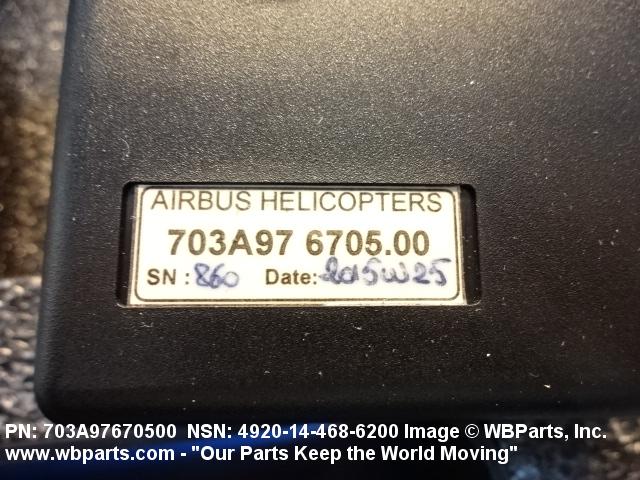 AIRBUS HELICOPTERS
703A97 6705.00
SN : 860 Date: 2015W25
PN: 703A97670500 NSN: 4920-14-468-6200 Image © WBParts, Inc.
www.wbparts.com - "Our Parts Keep the World Moving"